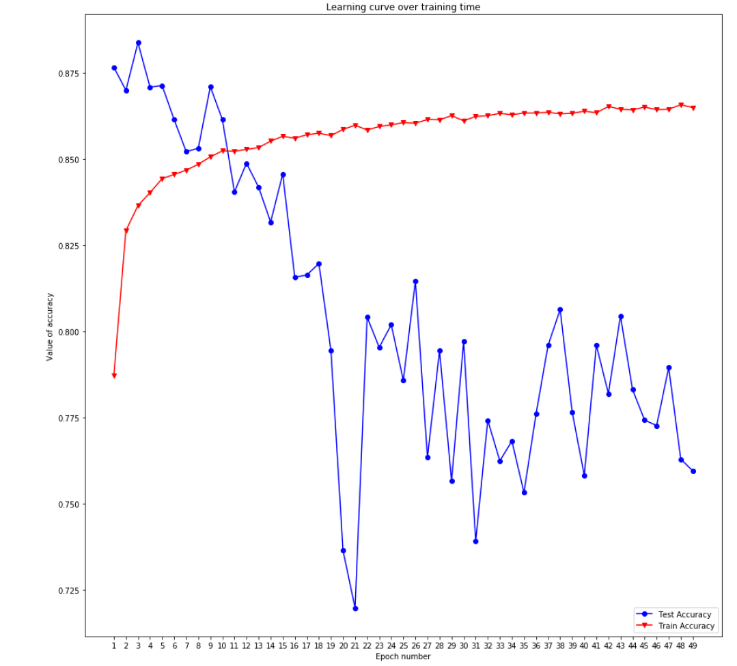 Learning curve over training time
0.875
0.850
0.825
0.800
0.775
0.750
0.725
Value of accuracy
Test Accuracy
Train Accuracy
1 2 3 4 5 6 7 8 9 10 11 12 13 14 15 16 17 18 19 20 21 22 23 24 25 26 27 28 29 30 31 32 33 34 35 36 37 38 39 40 41 42 43 44 45 46 47 48 49
Epoch number